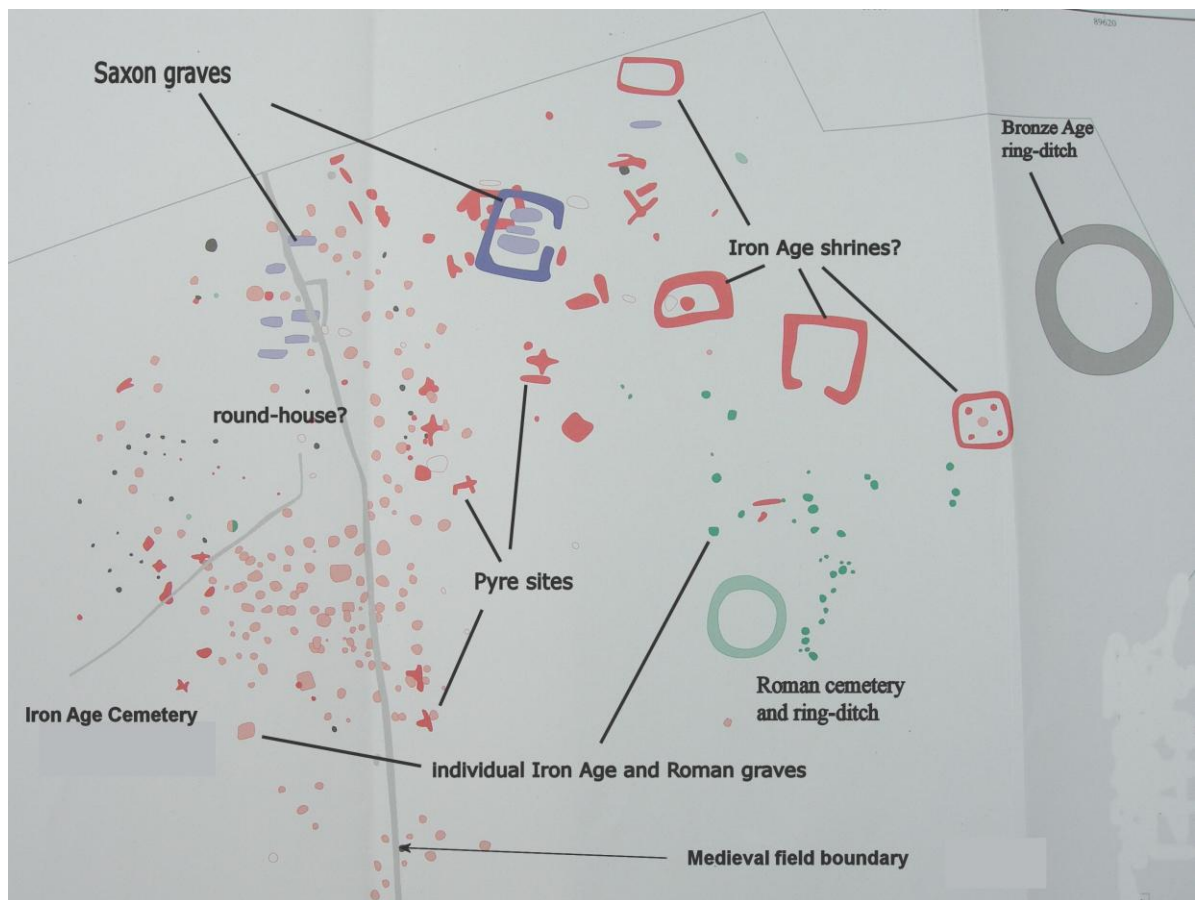 89620
Saxon graves
Bronze Age
ring-ditch
Iron Age shrines?
round-house?
Pyre sites
Roman cemetery
and ring-ditch
Iron Age Cemetery
individual Iron Age and Roman graves
Medieval field boundary